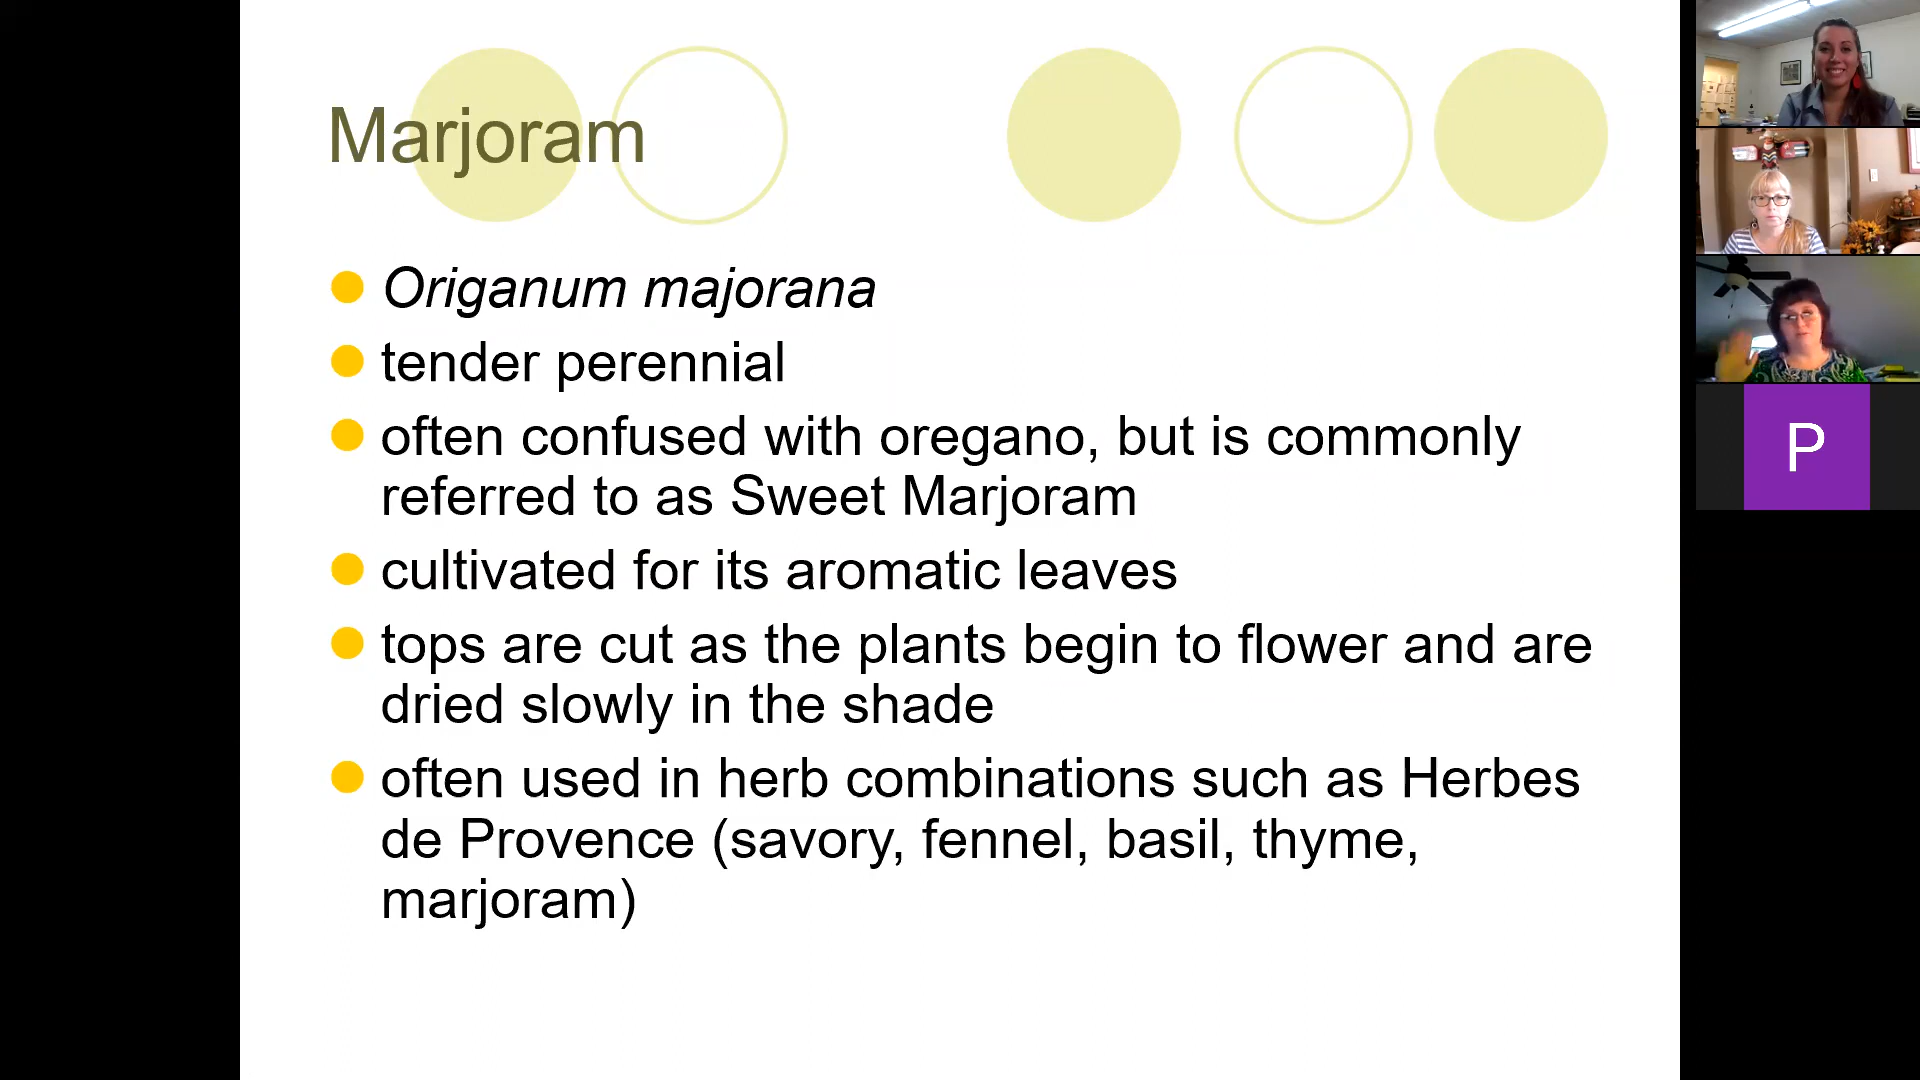 Marjoram
Origanum majorana
tender perennial
often confused with oregano, but is commonly
referred to as Sweet Marjoram
cultivated for its aromatic leaves
tops are cut as the plants begin to flower and are
dried slowly in the shade
often used in herb combinations such as Herbes
de Provence (savory, fennel, basil, thyme,
marjoram)
P